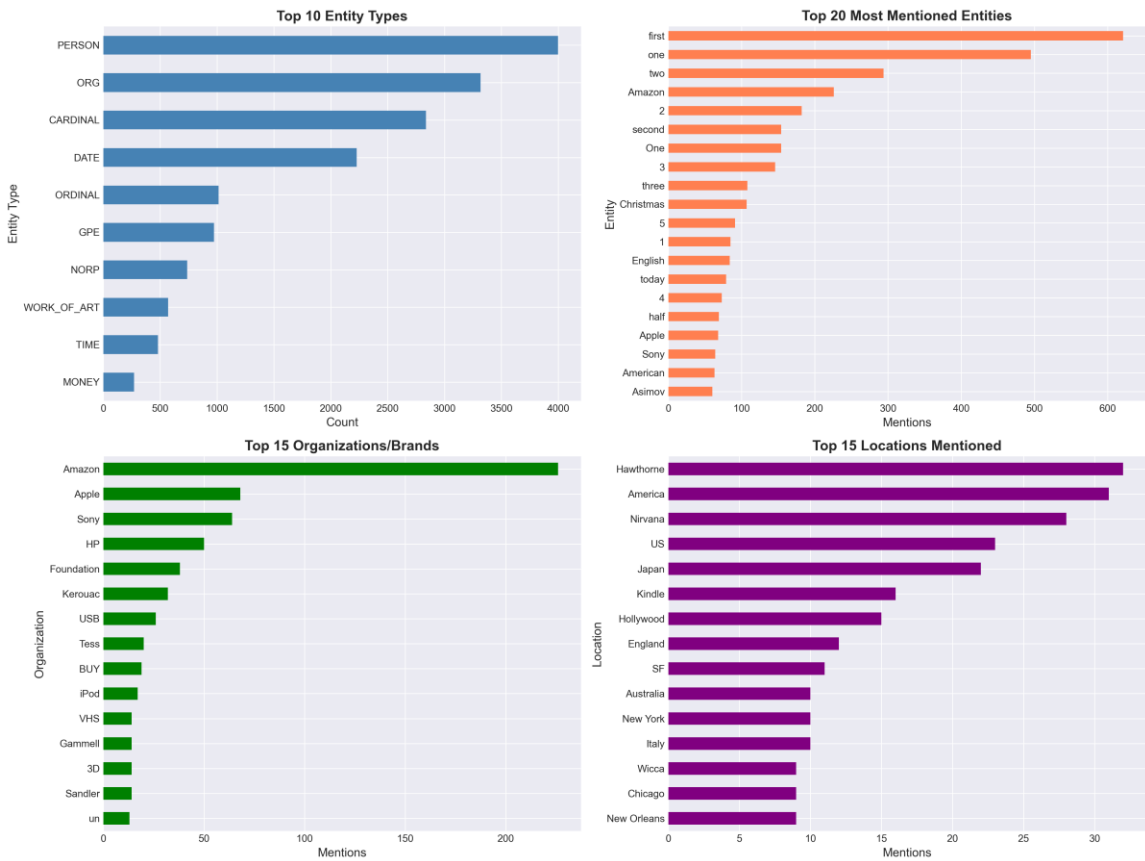 Top 10 Entity Types
PERSON
ORG
CARDINAL
DATE
ORDINAL
GPE
NORP
WORK_OF_ART
TIME
MONEY
Entity Type
0 500 1000 1500 2000 2500 3000 3500 4000
Count
Top 20 Most Mentioned Entities
first
one
two
Amazon
2
second
One
3
three
Christmas
5
1
English
today
4
half
Apple
Sony
American
Asimov
Entity
0 100 200 300 400 500 600
Mentions
Top 15 Organizations/Brands
Amazon
Apple
Sony
HP
Foundation
Kerouac
USB
Tess
BUY
iPod
VHS
Gammell
3D
Sandler
un
Organization
0 50 100 150 200
Mentions
Top 15 Locations Mentioned
Hawthorne
America
Nirvana
US
Japan
Kindle
Hollywood
England
SF
Australia
New York
Italy
Wicca
Chicago
New Orleans
Location
0 5 10 15 20 25 30
Mentions